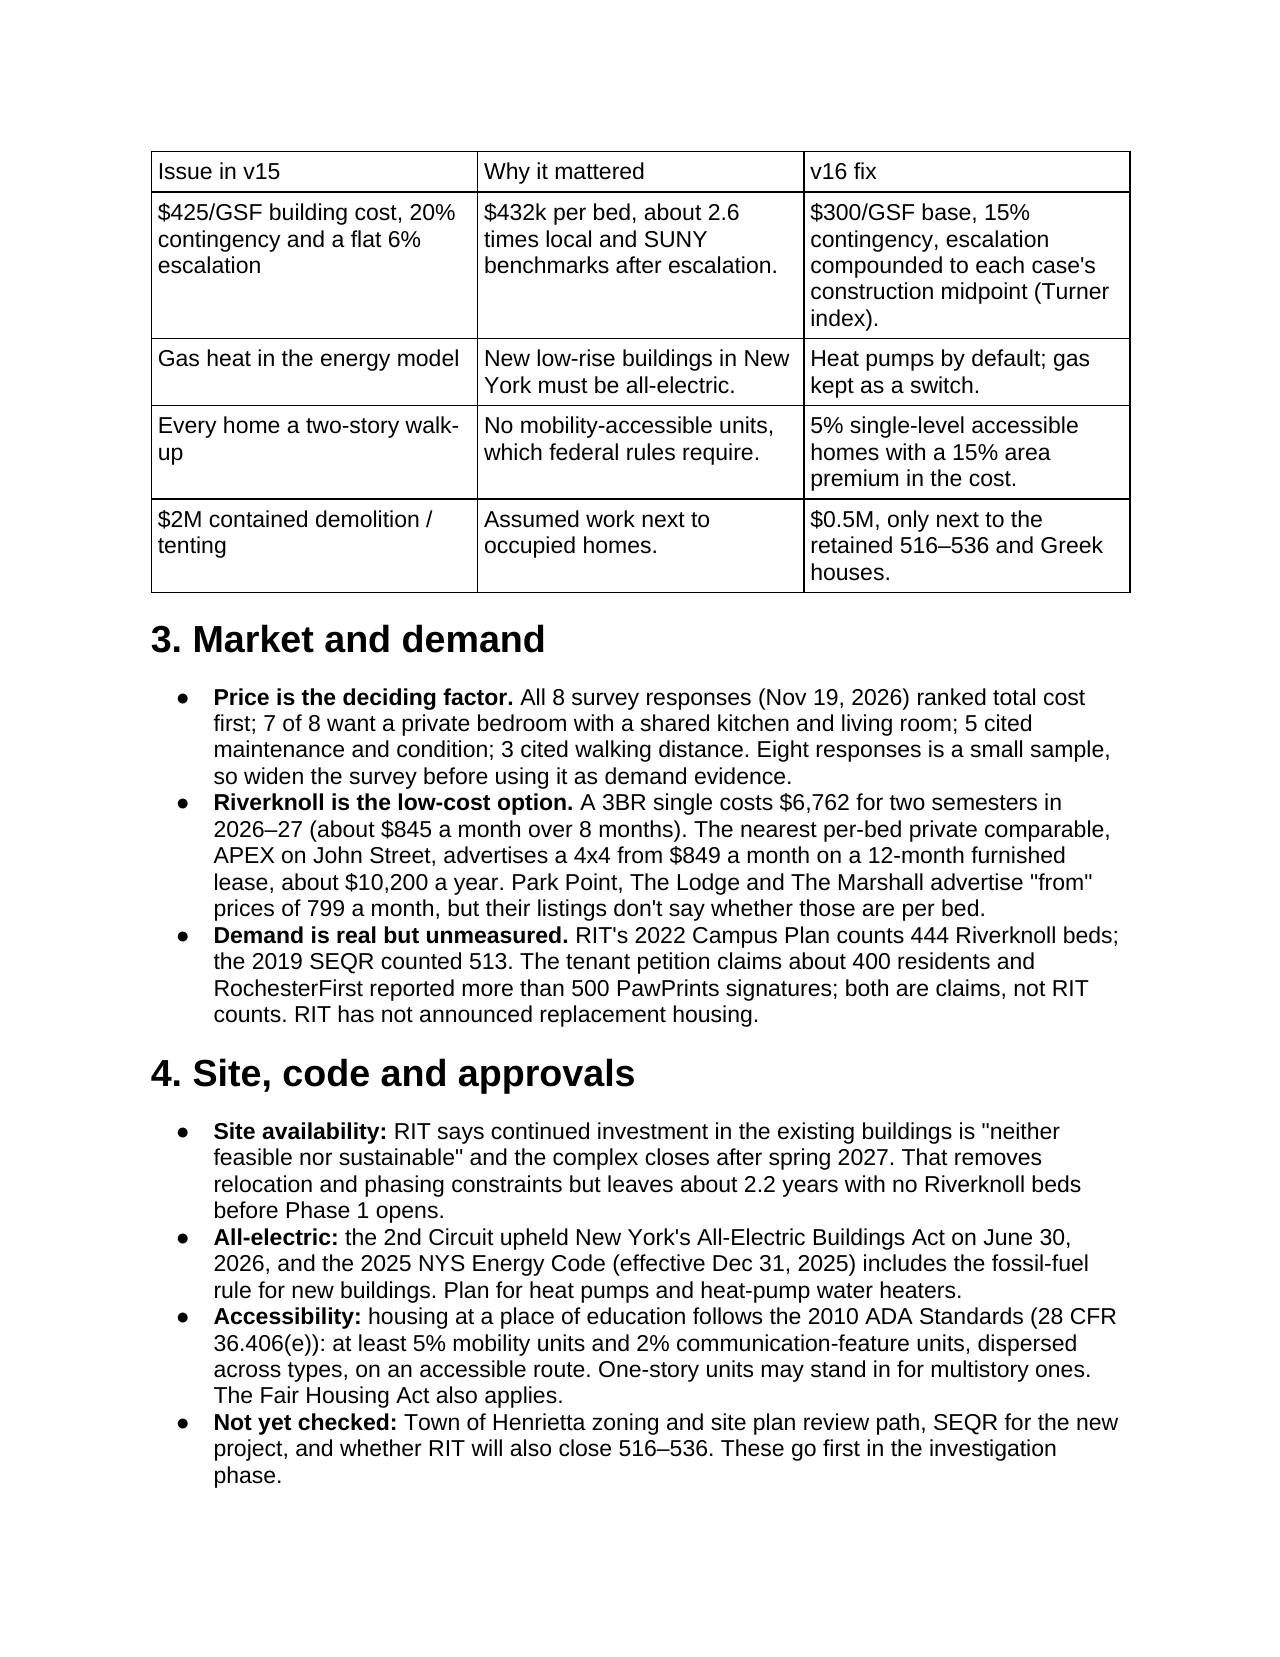 Issue in v15
Why it mattered
v16 fix
$425/GSF building cost, 20%
contingency and a flat 6%
escalation
$432k per bed, about 2.6
times local and SUNY
benchmarks after escalation.
$300/GSF base, 15%
contingency, escalation
compounded to each case's
construction midpoint (Turner
index).
Gas heat in the energy model
New low-rise buildings in New
York must be all-electric.
Heat pumps by default; gas
kept as a switch.
Every home a two-story walk-
up
No mobility-accessible units,
which federal rules require.
5% single-level accessible
homes with a 15% area
premium in the cost.
$2M contained demolition /
tenting
Assumed work next to
occupied homes.
$0.5M, only next to the
retained 516–536 and Greek
houses.
3. Market and demand
● Price is the deciding factor. All 8 survey responses (Nov 19, 2026) ranked total cost
first; 7 of 8 want a private bedroom with a shared kitchen and living room; 5 cited
maintenance and condition; 3 cited walking distance. Eight responses is a small sample,
so widen the survey before using it as demand evidence.
● Riverknoll is the low-cost option. A 3BR single costs $6,762 for two semesters in
2026–27 (about $845 a month over 8 months). The nearest per-bed private comparable,
APEX on John Street, advertises a 4x4 from $849 a month on a 12-month furnished
lease, about $10,200 a year. Park Point, The Lodge and The Marshall advertise "from"
prices of 799 a month, but their listings don't say whether those are per bed.
● Demand is real but unmeasured. RIT's 2022 Campus Plan counts 444 Riverknoll beds;
the 2019 SEQR counted 513. The tenant petition claims about 400 residents and
RochesterFirst reported more than 500 PawPrints signatures; both are claims, not RIT
counts. RIT has not announced replacement housing.
4. Site, code and approvals
● Site availability: RIT says continued investment in the existing buildings is "neither
feasible nor sustainable" and the complex closes after spring 2027. That removes
relocation and phasing constraints but leaves about 2.2 years with no Riverknoll beds
before Phase 1 opens.
● All-electric: the 2nd Circuit upheld New York's All-Electric Buildings Act on June 30,
2026, and the 2025 NYS Energy Code (effective Dec 31, 2025) includes the fossil-fuel
rule for new buildings. Plan for heat pumps and heat-pump water heaters.
● Accessibility: housing at a place of education follows the 2010 ADA Standards (28 CFR
36.406(e)): at least 5% mobility units and 2% communication-feature units, dispersed
across types, on an accessible route. One-story units may stand in for multistory ones.
The Fair Housing Act also applies.
● Not yet checked: Town of Henrietta zoning and site plan review path, SEQR for the new
project, and whether RIT will also close 516–536. These go first in the investigation
phase.